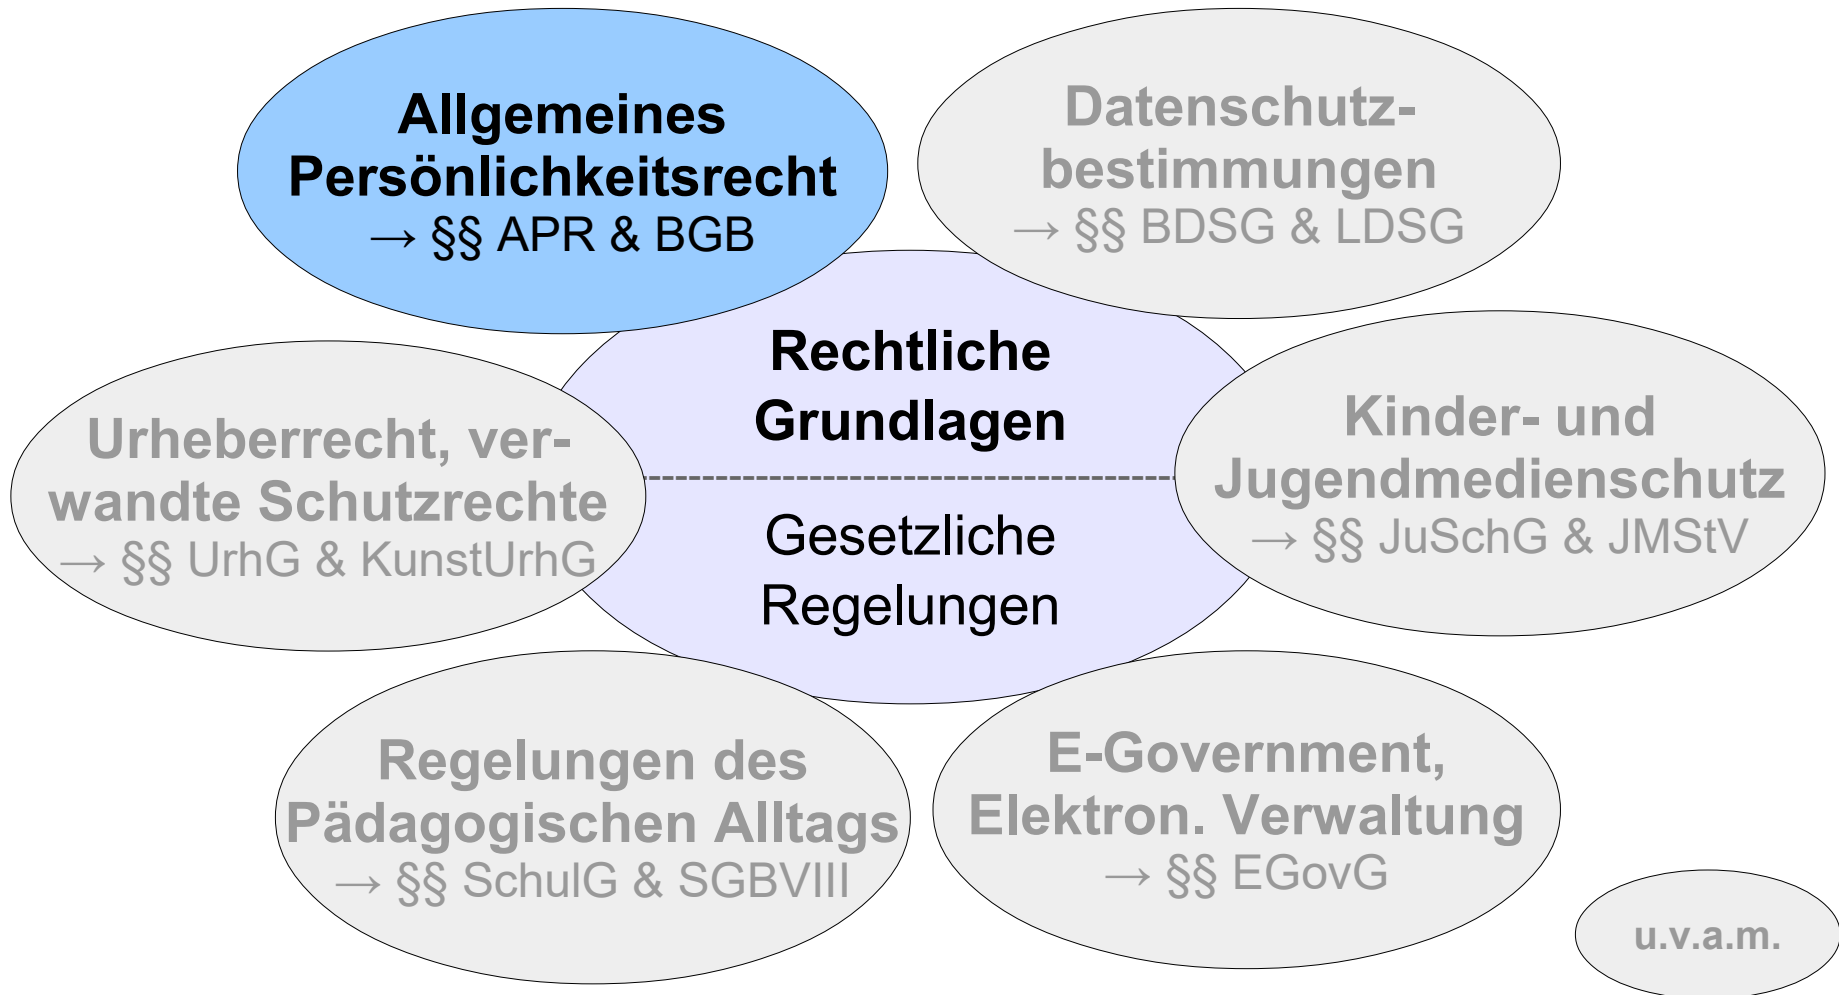 Allgemeines
Persönlichkeitsrecht
→ §§ APR & BGB
Datenschutz-
bestimmungen
→ §§ BDSG & LDSG
Rechtliche
Grundlagen
Gesetzliche
Regelungen
Urheberrecht, ver-
wandte Schutzrechte
→ §§ UrhG & KunstUrhG
Kinder- und
Jugendmedienschutz
→ §§ JuSchG & JMStV
Regelungen des
Pädagogischen Alltags
→ §§ SchulG & SGBVIII
E-Government,
Elektron. Verwaltung
→ §§ EGovG
u.v.a.m.